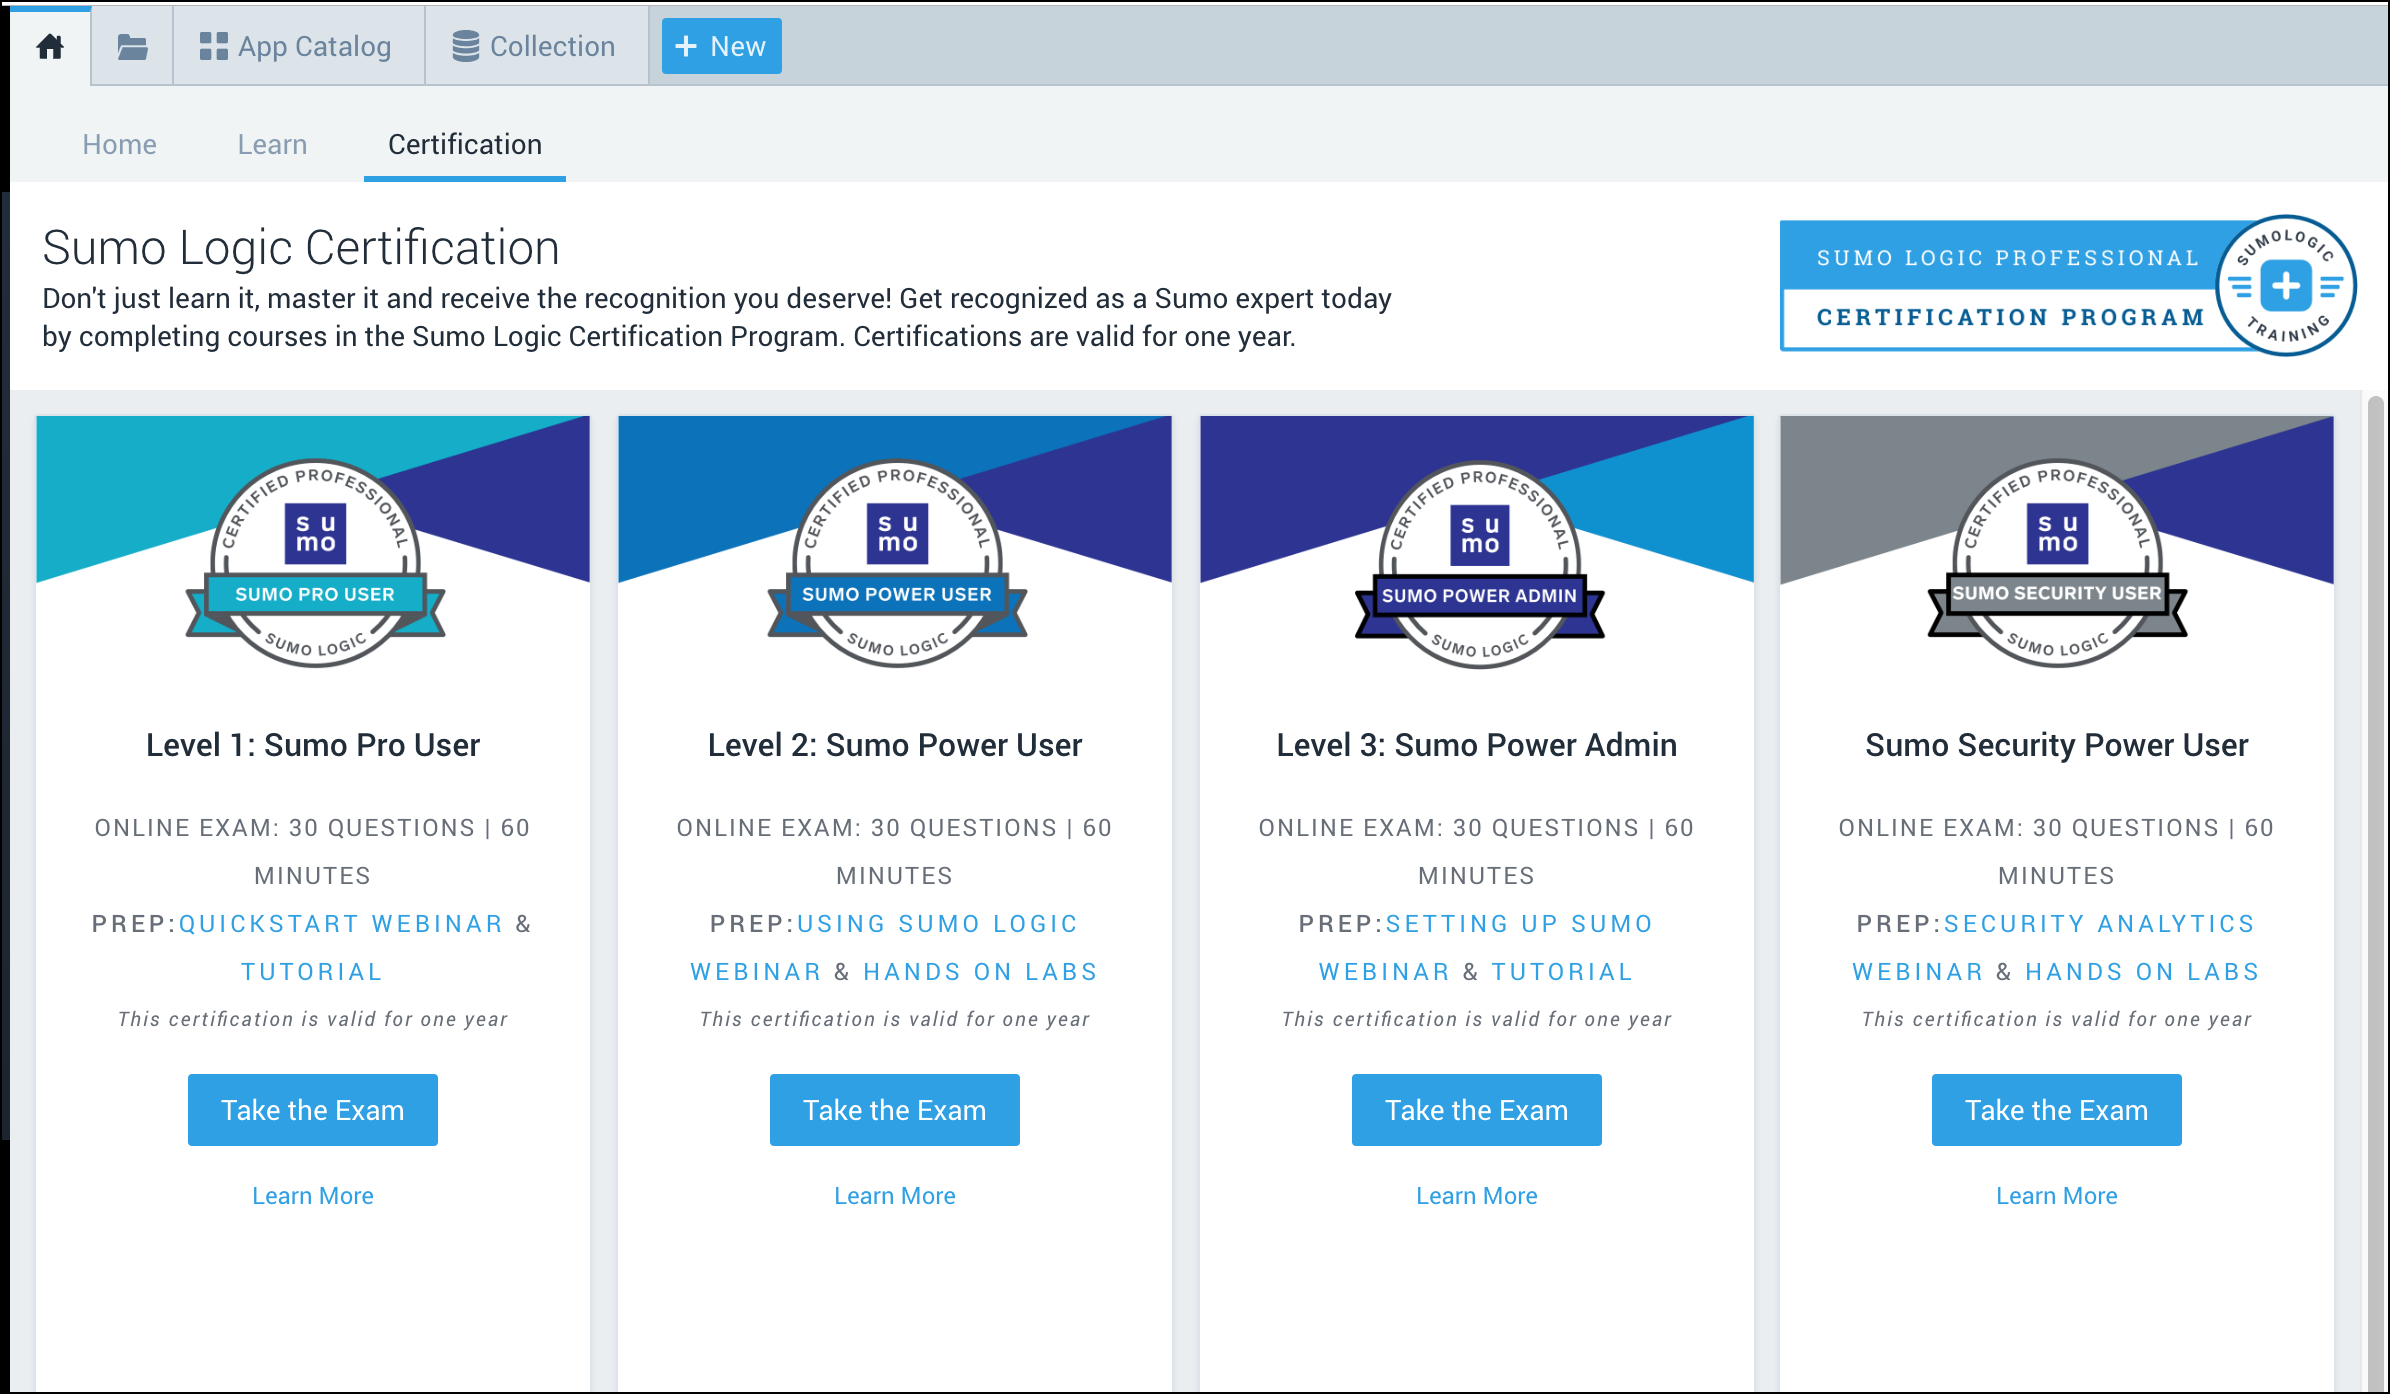 App Catalog
Collection
+ New
Home
Learn
Certification
Sumo Logic Certification
Don't just learn it, master it and receive the recognition you deserve! Get recognized as a Sumo expert today
by completing courses in the Sumo Logic Certification Program. Certifications are valid for one year.
SUMO LOGIC PROFESSIONAL
CERTIFICATION PROGRAM
SUMOLOGIC
TRAINING
CERTIFIED PROFESSIONAL
su
mo
SUMO PRO USER
SUMO LOGIC
Level 1: Sumo Pro User
ONLINE EXAM: 30 QUESTIONS | 60
MINUTES
PREP:QUICKSTART WEBINAR &
TUTORIAL
This certification is valid for one year
Take the Exam
Learn More
CERTIFIED PROFESSIONAL
su
mo
SUMO POWER USER
SUMO LOGIC
Level 2: Sumo Power User
ONLINE EXAM: 30 QUESTIONS | 60
MINUTES
PREP:USING SUMO LOGIC
WEBINAR & HANDS ON LABS
This certification is valid for one year
Take the Exam
Learn More
CERTIFIED PROFESSIONAL
su
mo
SUMO POWER ADMIN
SUMO LOGIC
Level 3: Sumo Power Admin
ONLINE EXAM: 30 QUESTIONS | 60
MINUTES
PREP:SETTING UP SUMO
WEBINAR & TUTORIAL
This certification is valid for one year
Take the Exam
Learn More
CERTIFIED PROFESSIONAL
su
mo
SUMO SECURITY USER
SUMO LOGIC
Sumo Security Power User
ONLINE EXAM: 30 QUESTIONS | 60
MINUTES
PREP:SECURITY ANALYTICS
WEBINAR & HANDS ON LABS
This certification is valid for one year
Take the Exam
Learn More